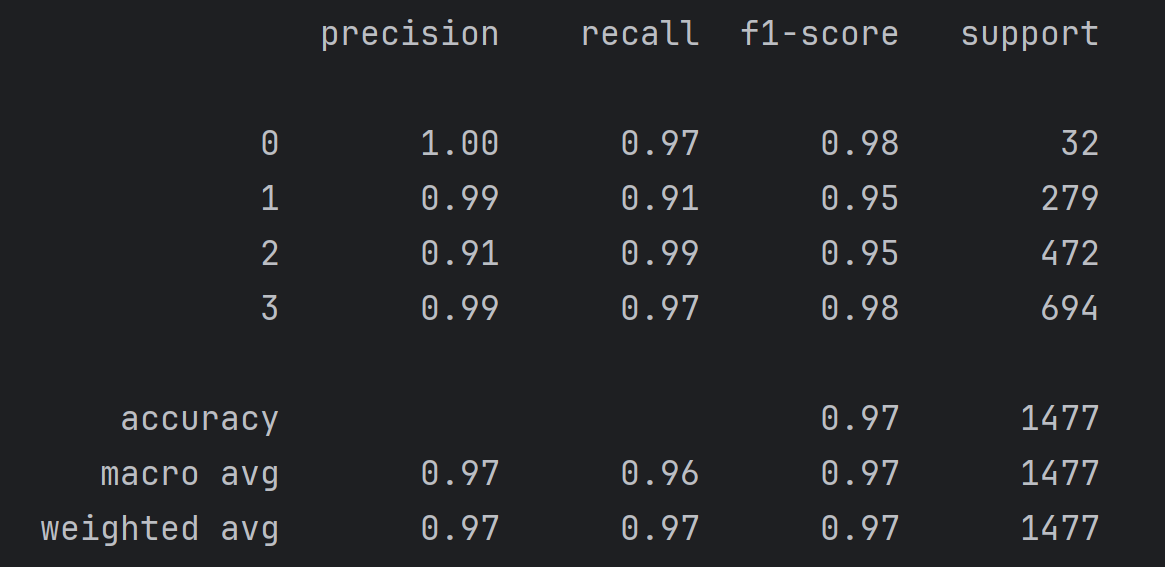 precision recall f1-score support
0 1.00 0.97 0.98 32
1 0.99 0.91 0.95 279
2 0.91 0.99 0.95 472
3 0.99 0.97 0.98 694
accuracy 0.97 1477
macro avg 0.97 0.96 0.97 1477
weighted avg 0.97 0.97 0.97 1477